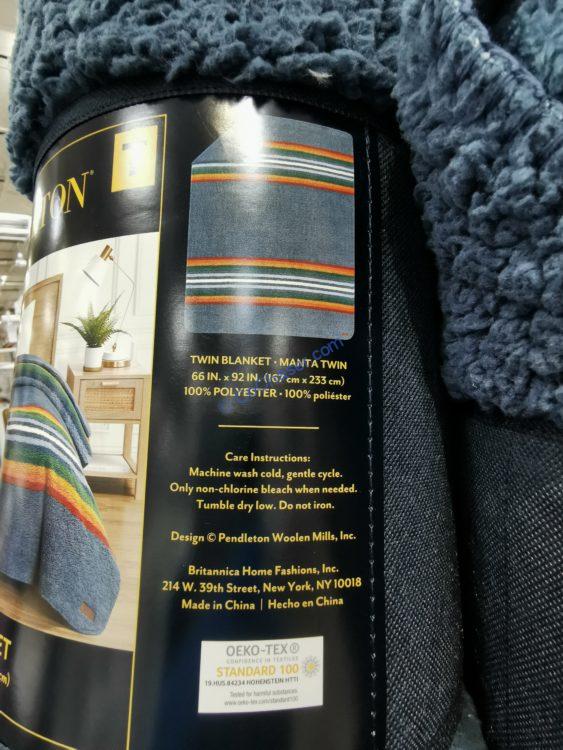 TON®
T
TWIN BLANKET • MANTA TWIN
66 IN. x 92 IN. (167 cm x 233 cm)
100% POLYESTER • 100% poliéster
Care Instructions:
Machine wash cold, gentle cycle.
Only non-chlorine bleach when needed.
Tumble dry low. Do not iron.
Design © Pendleton Woolen Mills, Inc.
Britannica Home Fashions, Inc.
214 W. 39th Street, New York, NY 10018
Made in China | Hecho en China
OEKO-TEX®
CONFIDENCE IN TEXTILES
STANDARD 100
19.HUS.84234 HOHENSTEIN HTTI
Tested for harmful substances.
www.oeko-tex.com/standard100
ET
cm)